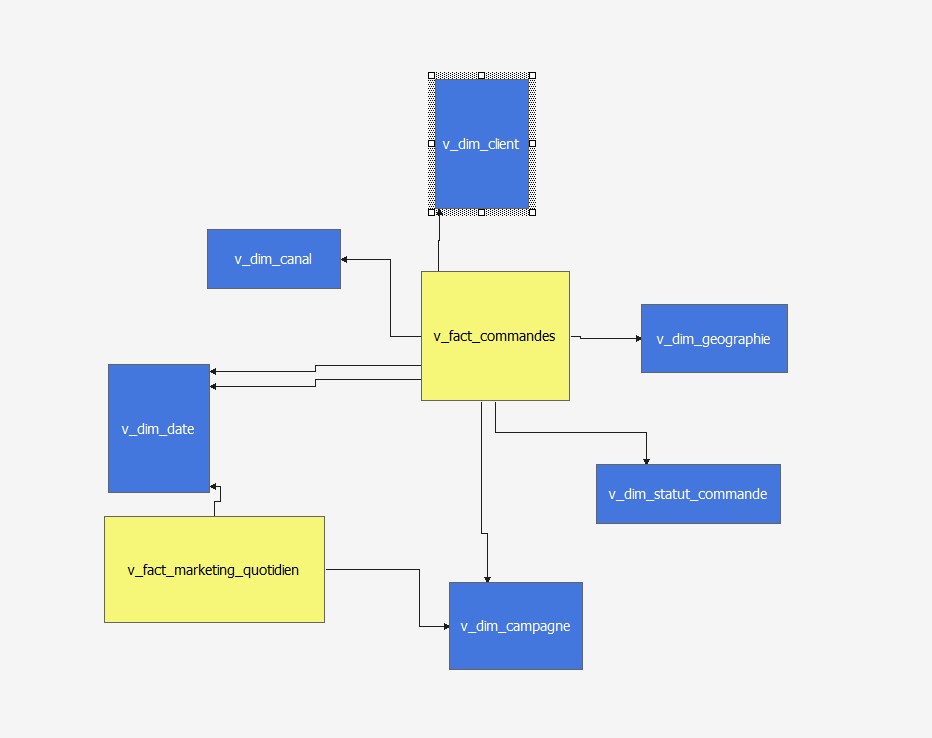 v_dim_client
v_dim_canal
v_fact_commandes
v_dim_geographie
v_dim_date
v_dim_statut_commande
v_fact_marketing_quotidien
v_dim_campagne